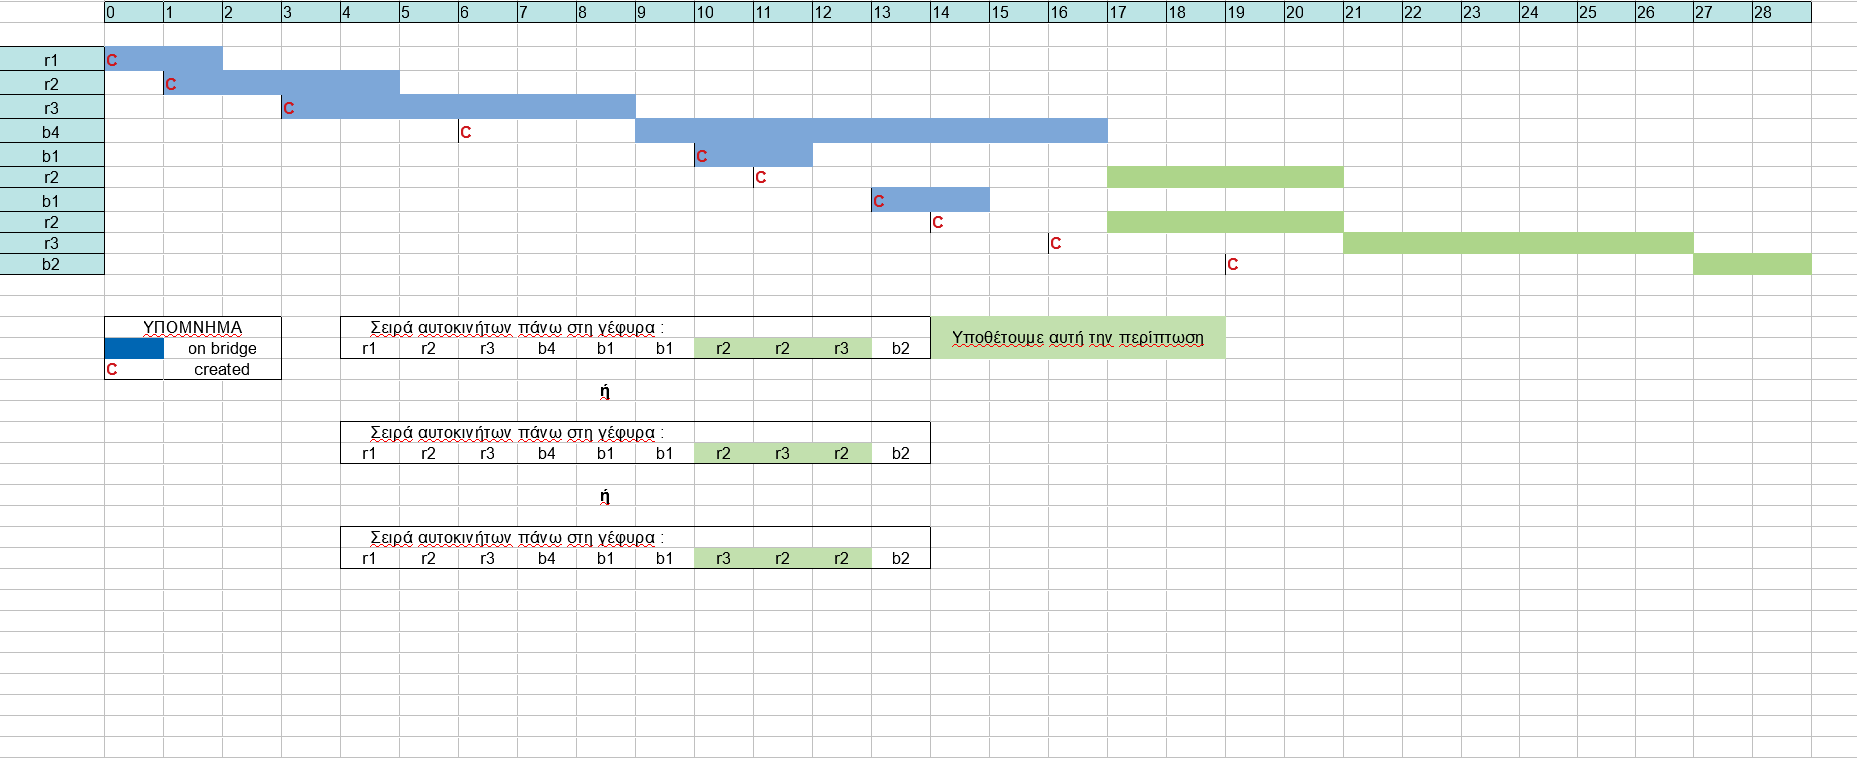 0 1 2 3 4 5 6 7 8 9 10 11 12 13 14 15 16 17 18 19 20 21 22 23 24 25 26 27 28
r1 C
r2 C
r3 C
b4 C
b1 C
r2 C
b1 C
r2 C
r3 C
b2 C
ΥΠΟΜΝΗΜΑ
on bridge
C created
Σειρά αυτοκινήτων πάνω στη γέφυρα :
r1 r2 r3 b4 b1 b1 r2 r2 r3 b2
Υποθέτουμε αυτή την περίπτωση
ή
Σειρά αυτοκινήτων πάνω στη γέφυρα :
r1 r2 r3 b4 b1 b1 r2 r3 r2 b2
ή
Σειρά αυτοκινήτων πάνω στη γέφυρα :
r1 r2 r3 b4 b1 b1 r3 r2 r2 b2